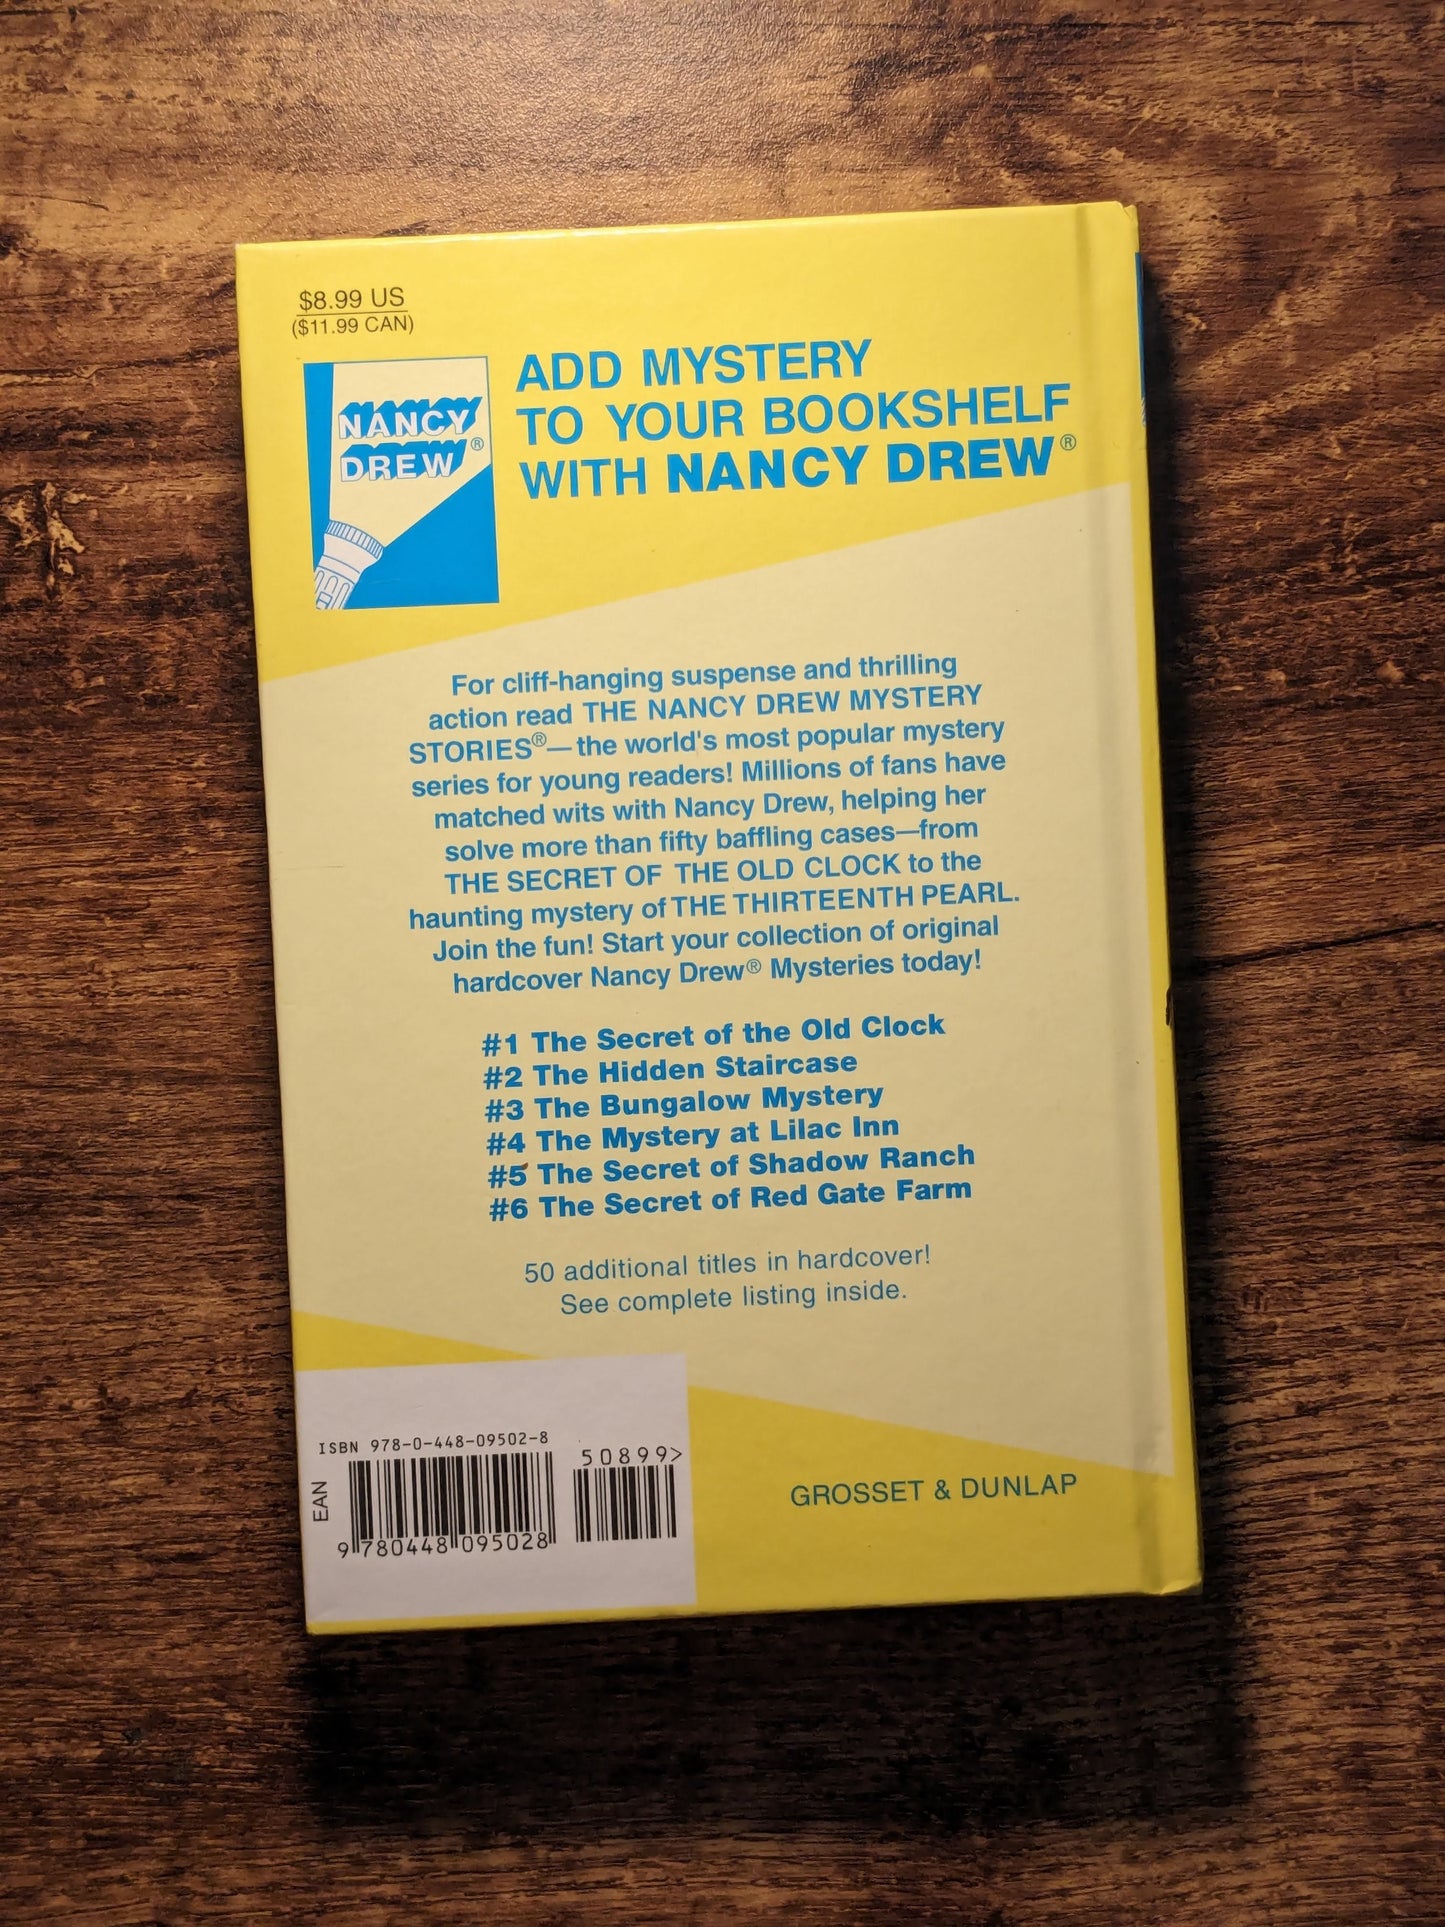 $8.99 US
($11.99 CAN)
NANCY
DREW®
ADD MYSTERY
TO YOUR BOOKSHELF
WITH NANCY DREW®
For cliff-hanging suspense and thrilling
action read THE NANCY DREW MYSTERY
STORIES®—the world's most popular mystery
series for young readers! Millions of fans have
matched wits with Nancy Drew, helping her
solve more than fifty baffling cases—from
THE SECRET OF THE OLD CLOCK to the
haunting mystery of THE THIRTEENTH PEARL.
Join the fun! Start your collection of original
hardcover Nancy Drew® Mysteries today!
#1 The Secret of the Old Clock
#2 The Hidden Staircase
#3 The Bungalow Mystery
#4 The Mystery at Lilac Inn
#5 The Secret of Shadow Ranch
#6 The Secret of Red Gate Farm
50 additional titles in hardcover!
See complete listing inside.
ISBN 978-0-448-09502-8
50899>
EAN
9 780448 095028
GROSSET & DUNLAP